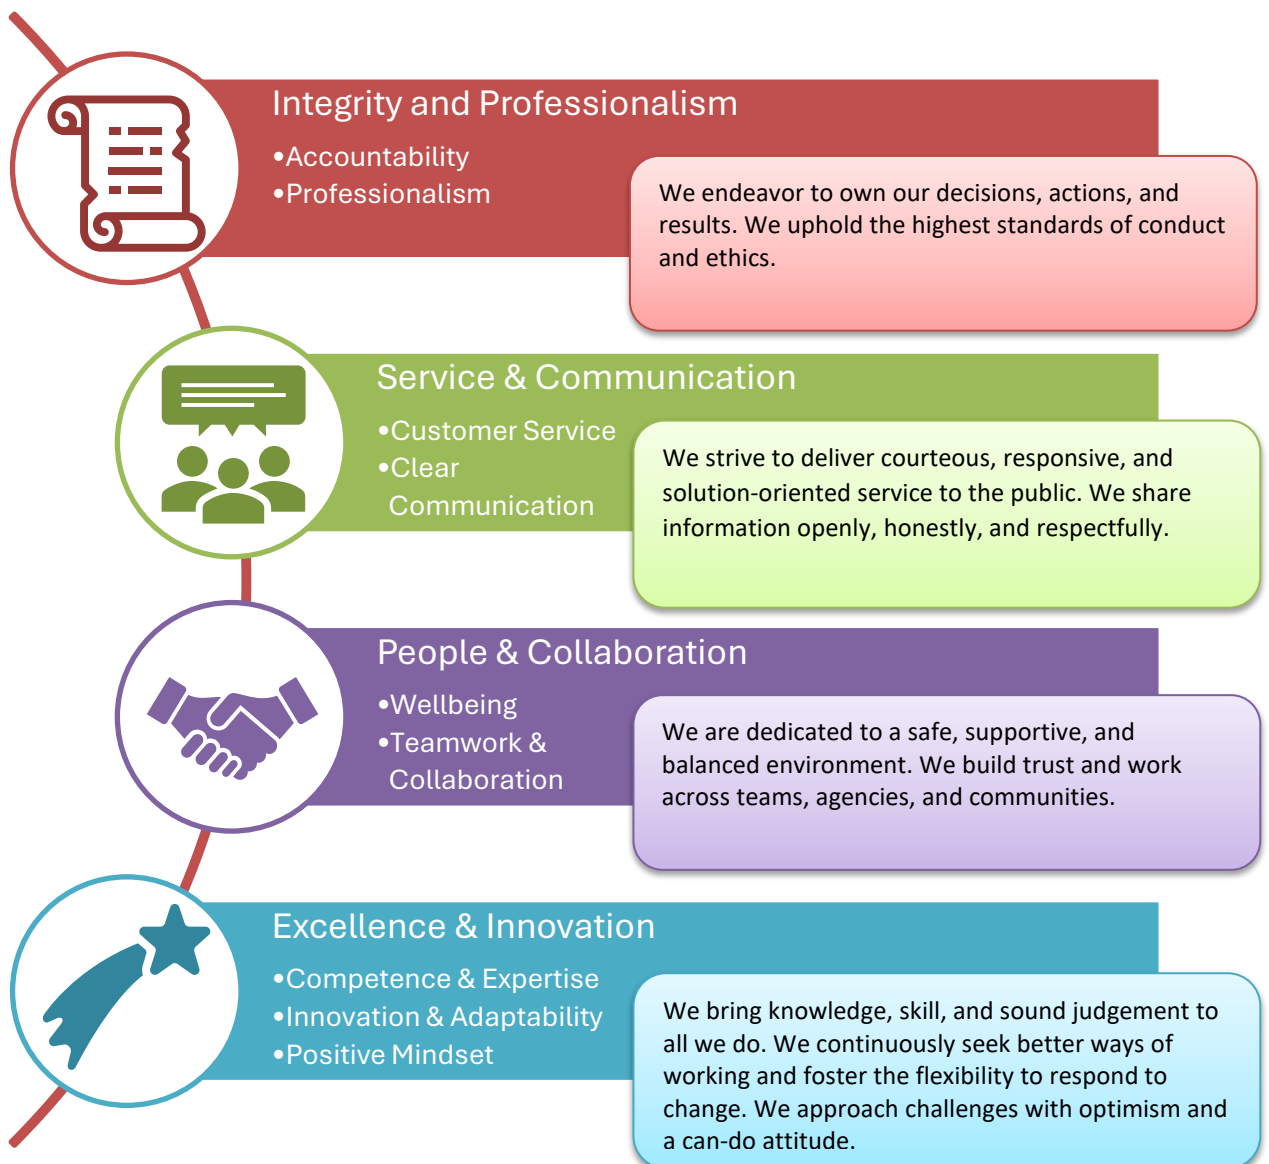 Integrity and Professionalism
•Accountability
•Professionalism
We endeavor to own our decisions, actions, and
results. We uphold the highest standards of conduct
and ethics.
Service & Communication
•Customer Service
•Clear
Communication
We strive to deliver courteous, responsive, and
solution-oriented service to the public. We share
information openly, honestly, and respectfully.
People & Collaboration
•Wellbeing
•Teamwork &
Collaboration
We are dedicated to a safe, supportive, and
balanced environment. We build trust and work
across teams, agencies, and communities.
Excellence & Innovation
•Competence & Expertise
•Innovation & Adaptability
•Positive Mindset
We bring knowledge, skill, and sound judgement to
all we do. We continuously seek better ways of
working and foster the flexibility to respond to
change. We approach challenges with optimism and
a can-do attitude.